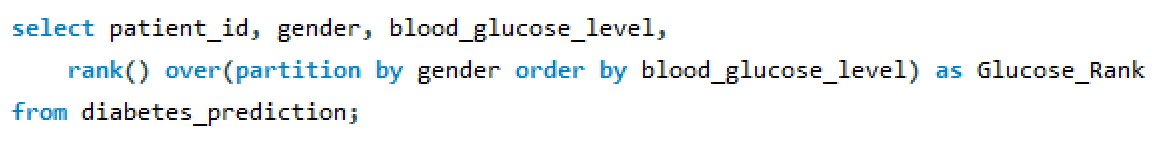 select patient_id, gender, blood_glucose_level,
    rank() over(partition by gender order by blood_glucose_level) as Glucose_Rank
from diabetes_prediction;